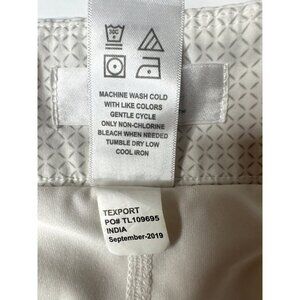 30C
MACHINE WASH COLD
WITH LIKE COLORS
GENTLE CYCLE
ONLY NON-CHLORINE
BLEACH WHEN NEEDED
TUMBLE DRY LOW
COOL IRON
TEXPORT
PO# TL109695
INDIA
September-2019